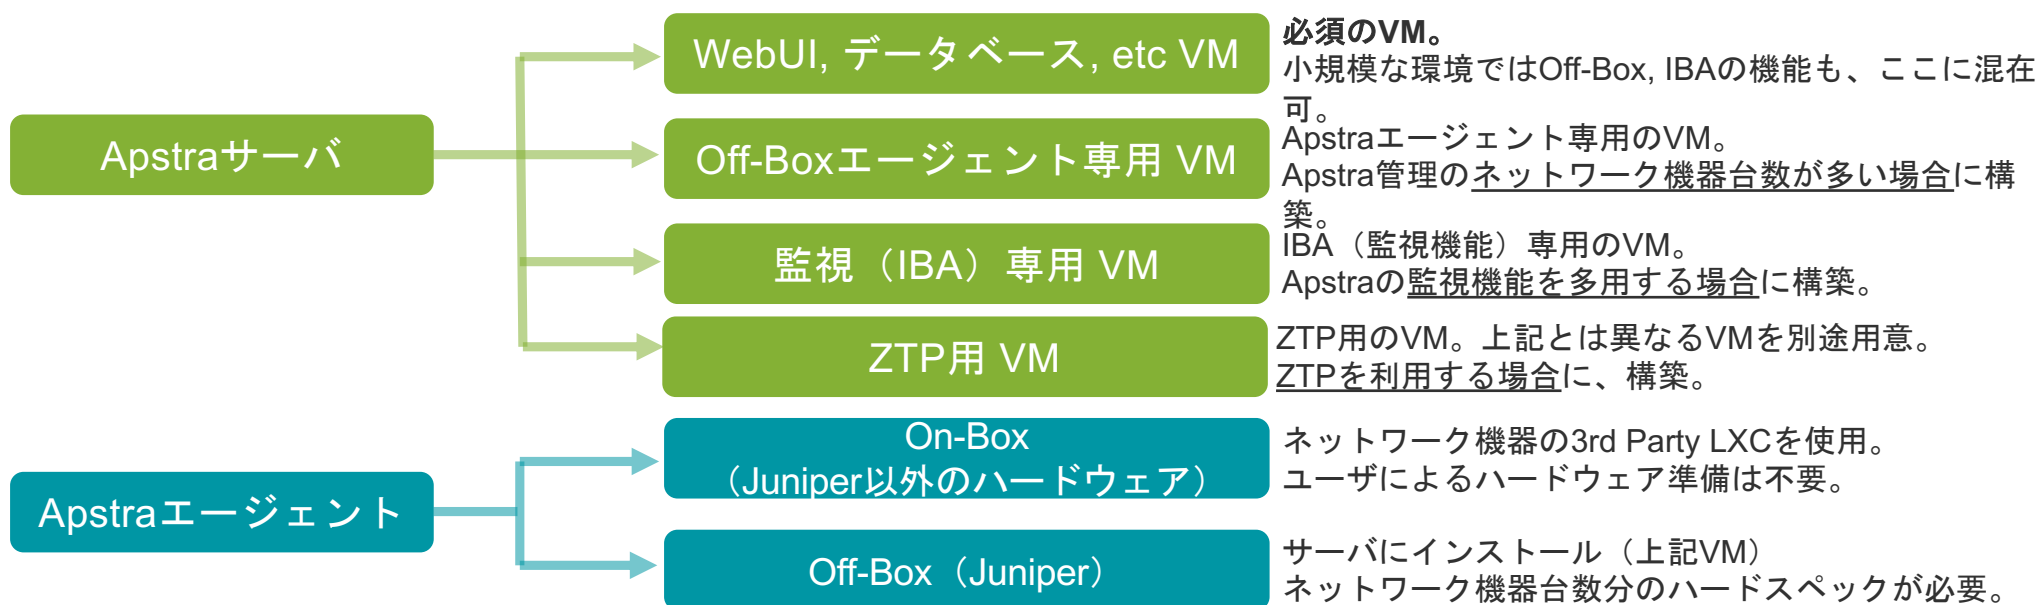 WebUI, データベース, etc VM
必須のVM。
小規模な環境ではOff-Box, IBAの機能も、ここに混在
可。
Apstraサーバ
Off-Boxエージェント専用 VM
Apstraエージェント専用のVM。
Apstra管理のネットワーク機器台数が多い場合に構
築。
監視（IBA）専用 VM
IBA（監視機能）専用のVM。
Apstraの監視機能を多用する場合に構築。
ZTP用 VM
ZTP用のVM。上記とは異なるVMを別途用意。
ZTPを利用する場合に、構築。
Apstraエージェント
On-Box
（Juniper以外のハードウェア）
ネットワーク機器の3rd Party LXCを使用。
ユーザによるハードウェア準備は不要。
Off-Box（Juniper）
サーバにインストール（上記VM）
ネットワーク機器台数分のハードスペックが必要。